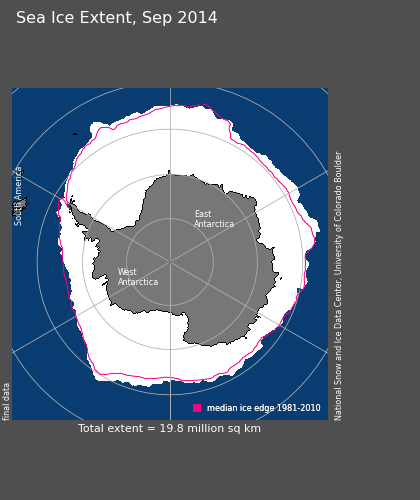 Sea Ice Extent, Sep 2014
South America
East
Antarctica
West
Antarctica
National Snow and Ice Data Center, University of Colorado Boulder
final data
median ice edge 1981-2010
Total extent = 19.8 million sq km